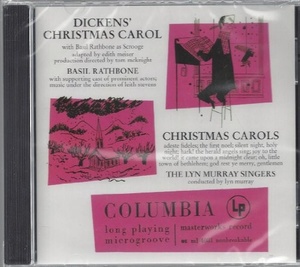 DICKENS'
CHRISTMAS CAROL
with Basil Rathbone as Scrooge
adapted by edith meiser
production directed by tom mcknight
BASIL RATHBONE
with supporting cast of prominent actors,
music under the direction of leith stevens
CHRISTMAS CAROLS
adeste fideles; the first noel; silent night, holy
night; hark! the herald angels sing; joy to the
world; it came upon a midnight clear; oh, little
town of bethlehem; god rest ye merry, gentlemen
THE LYN MURRAY SINGERS
conducted by lyn murray
COLUMBIA LP
long playing masterworks record
microgroove nonbreakable